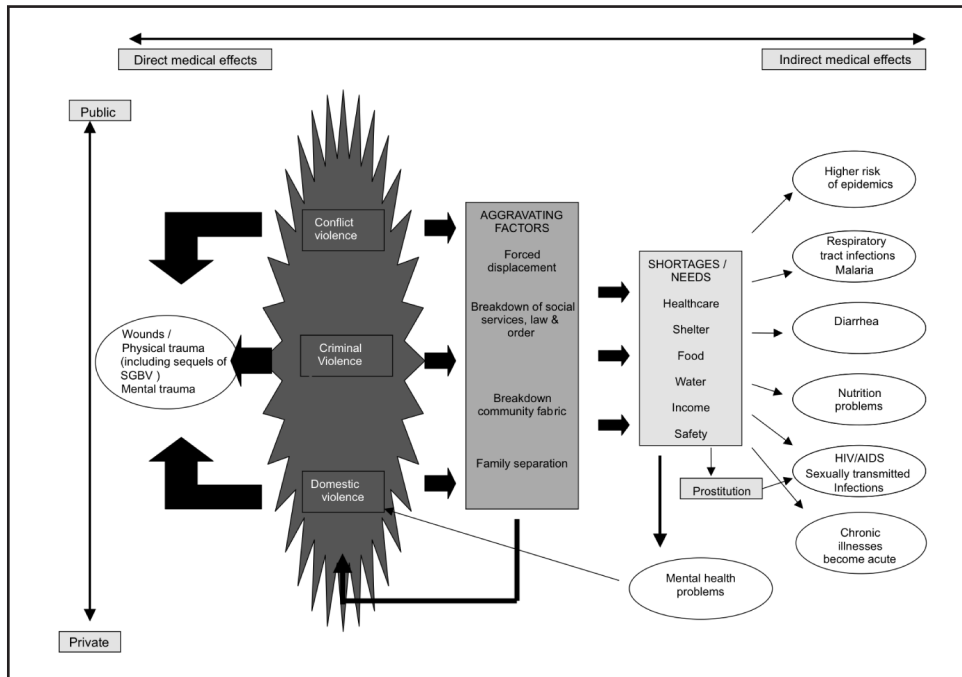 Direct medical effects
Indirect medical effects
Public
Conflict
violence
Criminal
Violence
Domestic
violence
Wounds /
Physical trauma
(including sequels of
SGBV )
Mental trauma
AGGRAVATING
FACTORS
Forced
displacement
Breakdown of social
services, law &
order
Breakdown
community fabric
Family separation
SHORTAGES /
NEEDS
Healthcare
Shelter
Food
Water
Income
Safety
Prostitution
Mental health
problems
Higher risk
of epidemics
Respiratory
tract infections
Malaria
Diarrhea
Nutrition
problems
HIV/AIDS
Sexually transmitted
Infections
Chronic
illnesses
become acute
Private